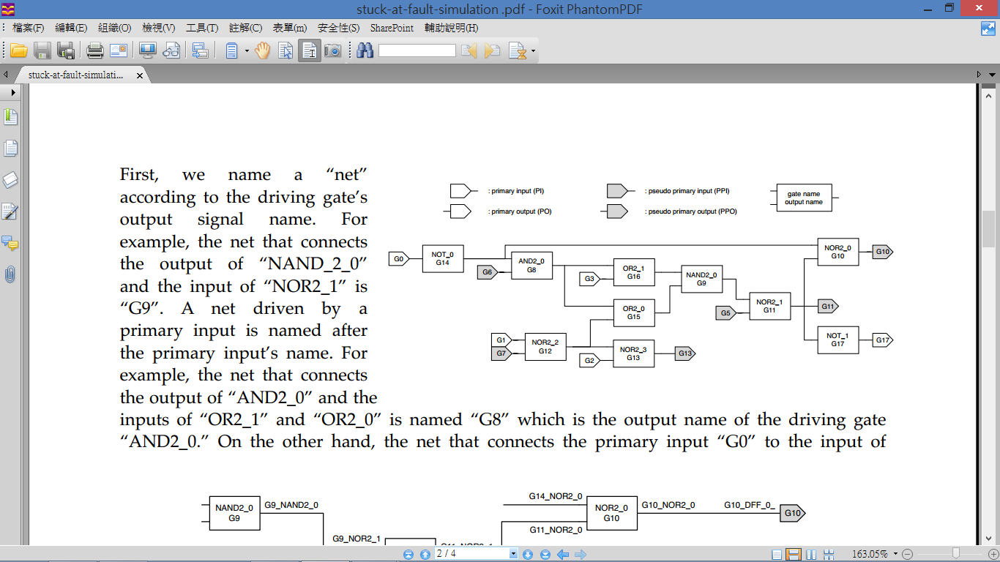 stuck-at-fault-simulation .pdf - Foxit PhantomPDF
檔案(F) 編輯(E) 組織(O) 檢視(V) 工具(T) 註解(C) 表單(m) 安全性(S) SharePoint 輔助說明(H)
stuck-at-fault-simulati...
First, we name a “net”
according to the driving gate’s
output signal name. For
example, the net that connects
the output of “NAND_2_0”
and the input of “NOR2_1” is
“G9”. A net driven by a
primary input is named after
the primary input’s name. For
example, the net that connects
the output of “AND2_0” and the
inputs of “OR2_1” and “OR2_0” is named “G8” which is the output name of the driving gate
“AND2_0.” On the other hand, the net that connects the primary input “G0” to the input of
: primary input (PI)
: pseudo primary input (PPI)
gate name
output name
: primary output (PO)
: pseudo primary output (PPO)
G0
NOT_0
G14
G6
AND2_0
G8
G3
OR2_1
G16
OR2_0
G15
NAND2_0
G9
G5
NOR2_1
G11
NOR2_0
G10
G10
G11
NOT_1
G17
G17
G1
G7
NOR2_2
G12
G2
NOR2_3
G13
G13
NAND2_0
G9
G9_NAND2_0
G9_NOR2_1
G14_NOR2_0
G11_NOR2_0
NOR2_0
G10
G10_NOR2_0
G10_DFF_0_
G10
G11_NOR2_1
2 / 4
163.05%